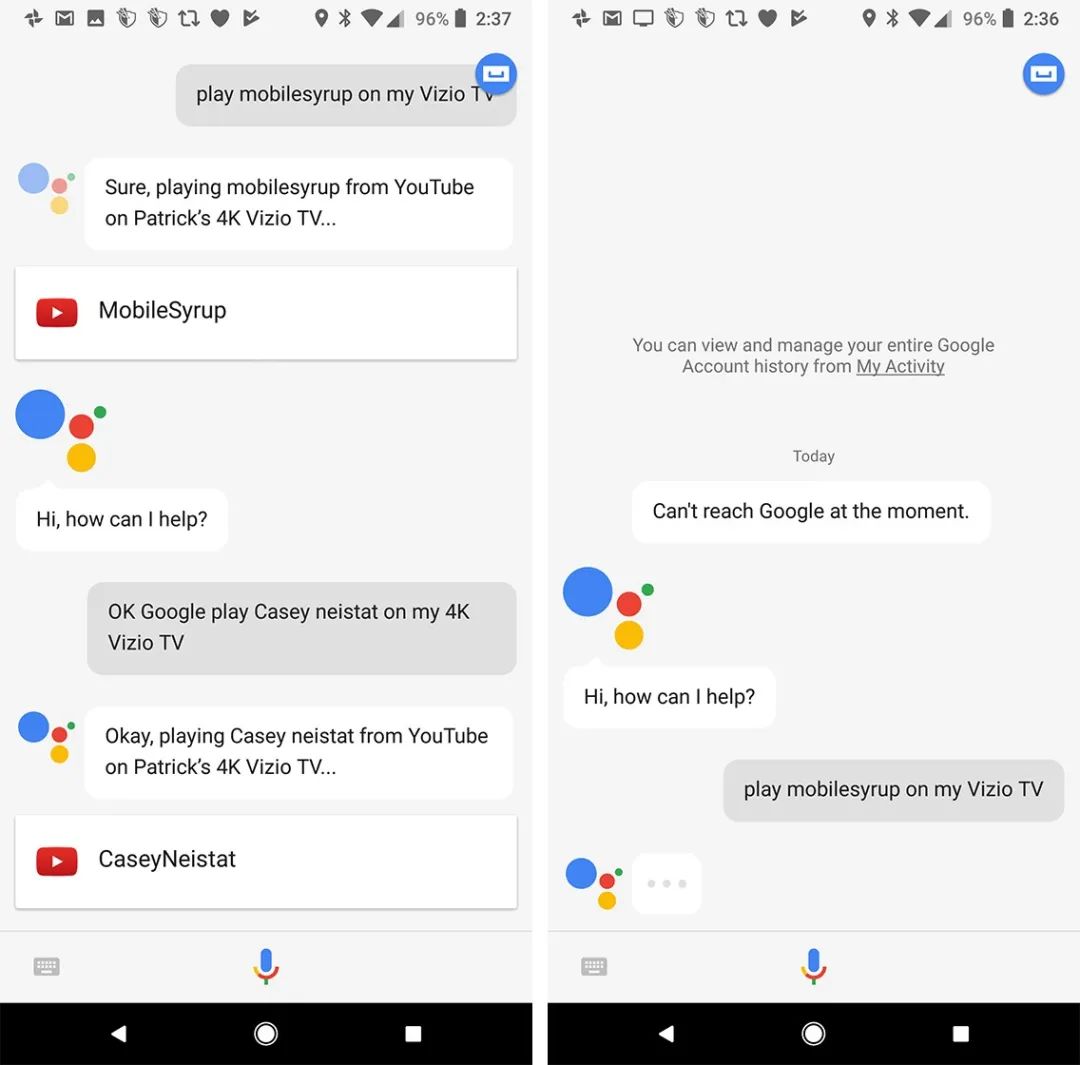 96% 2:37
play mobilesyrup on my Vizio TV
Sure, playing mobilesyrup from YouTube
on Patrick’s 4K Vizio TV...
MobileSyrup
Hi, how can I help?
OK Google play Casey neistat on my 4K
Vizio TV
Okay, playing Casey neistat from YouTube
on Patrick’s 4K Vizio TV...
CaseyNeistat
96% 2:36
You can view and manage your entire Google
Account history from My Activity
Today
Can't reach Google at the moment.
Hi, how can I help?
play mobilesyrup on my Vizio TV